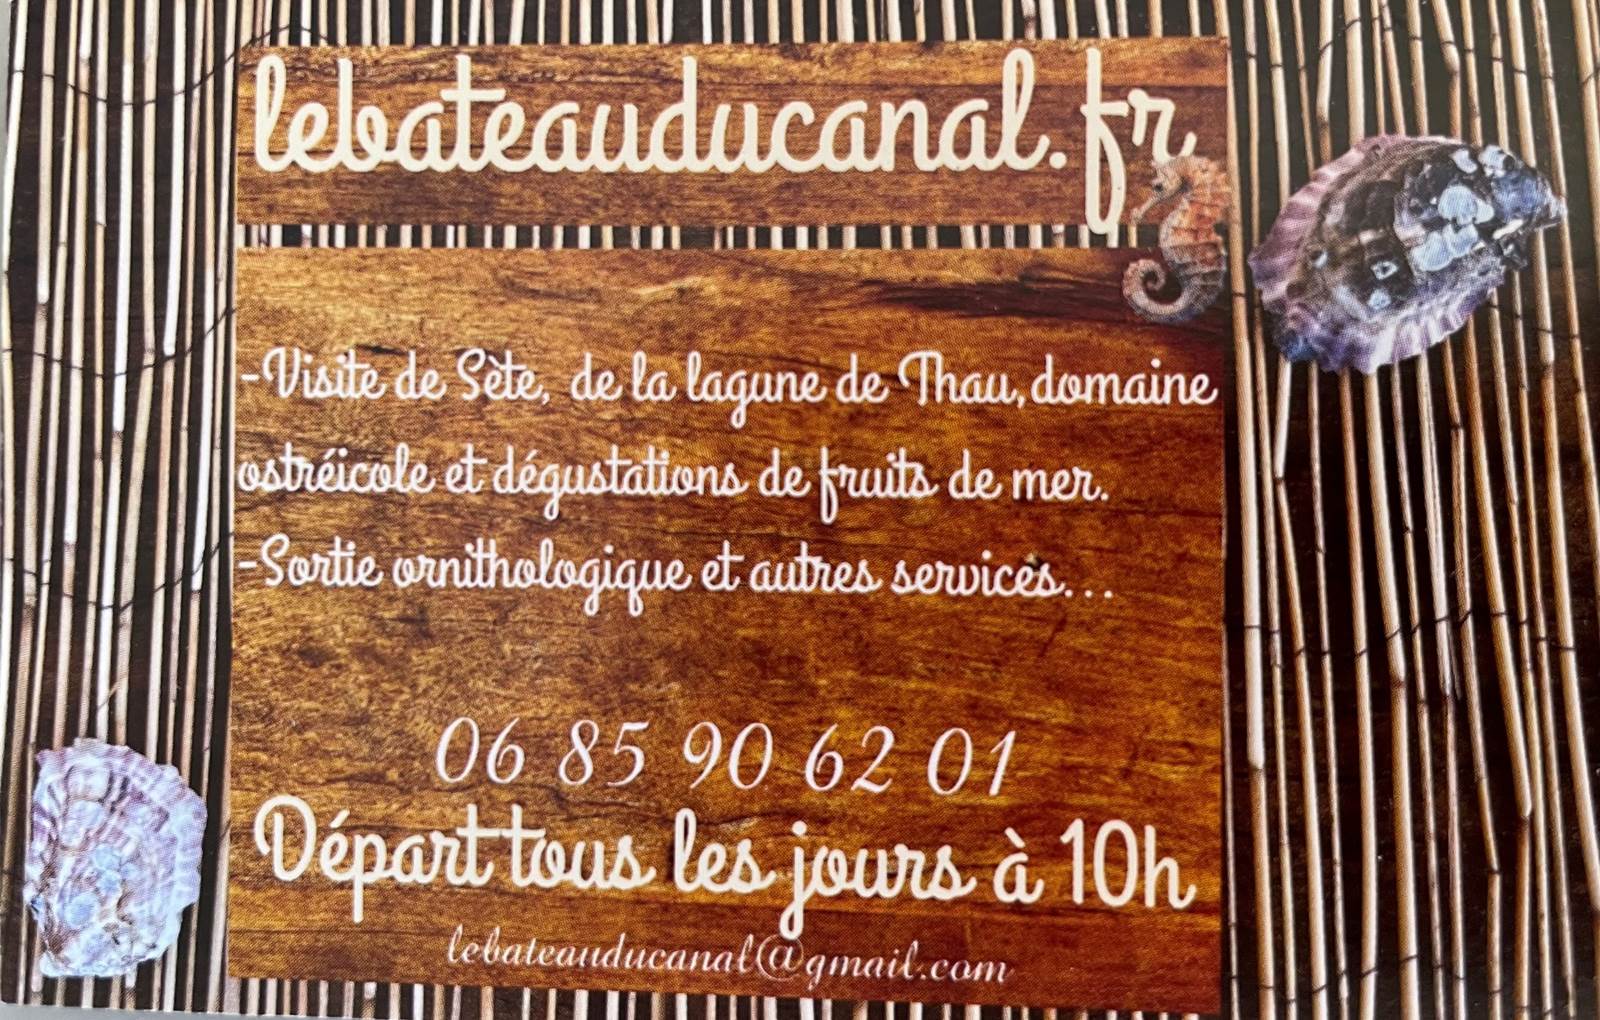 lebateauducanal.fr
-Visite de Sète, de la lagune de Thau, domaine
ostréicole et dégustations de fruits de mer.
-Sortie ornithologique et autres services...
06 85 90 62 01
Départ tous les jours à 10h
lebateauducanal@gmail.com